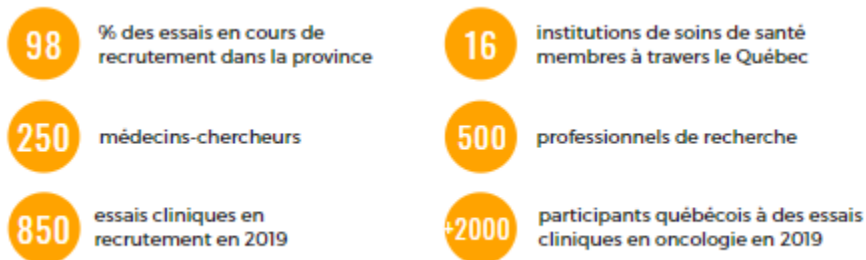 98
% des essais en cours de
recrutement dans la province
16
institutions de soins de santé
membres à travers le Québec
250
médecins-chercheurs
500
professionnels de recherche
850
essais cliniques en
recrutement en 2019
+2000
participants québécois à des essais
cliniques en oncologie en 2019